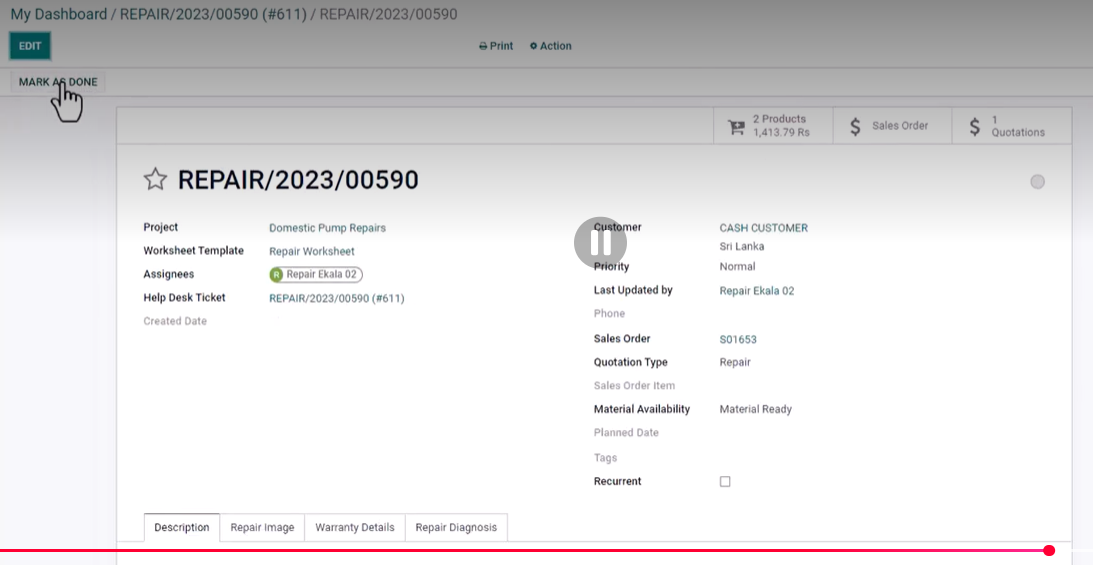 My Dashboard / REPAIR/2023/00590 (#611) / REPAIR/2023/00590
EDIT
Print
Action
MARK AS DONE
2 Products
1,413.79 Rs
Sales Order
1
Quotations
REPAIR/2023/00590
Project
Domestic Pump Repairs
Worksheet Template
Repair Worksheet
Assignees
R Repair Ekala 02
Help Desk Ticket
REPAIR/2023/00590 (#611)
Created Date
Customer
CASH CUSTOMER
Sri Lanka
Priority
Normal
Last Updated by
Repair Ekala 02
Phone
Sales Order
S01653
Quotation Type
Repair
Sales Order Item
Material Availability
Material Ready
Planned Date
Tags
Recurrent
Description
Repair Image
Warranty Details
Repair Diagnosis